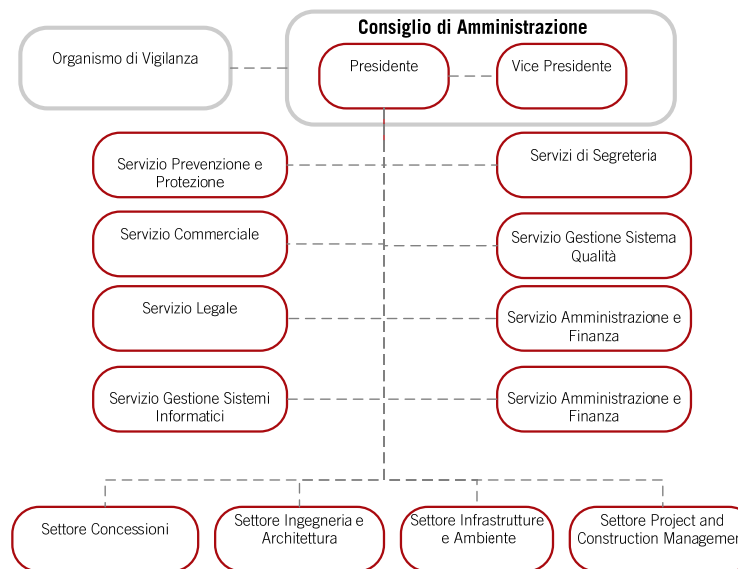 Consiglio di Amministrazione
Organismo di Vigilanza
Presidente
Vice Presidente
Servizio Prevenzione e
Protezione
Servizi di Segreteria
Servizio Commerciale
Servizio Gestione Sistema
Qualità
Servizio Legale
Servizio Amministrazione e
Finanza
Servizio Gestione Sistemi
Informatici
Servizio Amministrazione e
Finanza
Settore Concessioni
Settore Ingegneria e
Architettura
Settore Infrastrutture
e Ambiente
Settore Project and
Construction Management